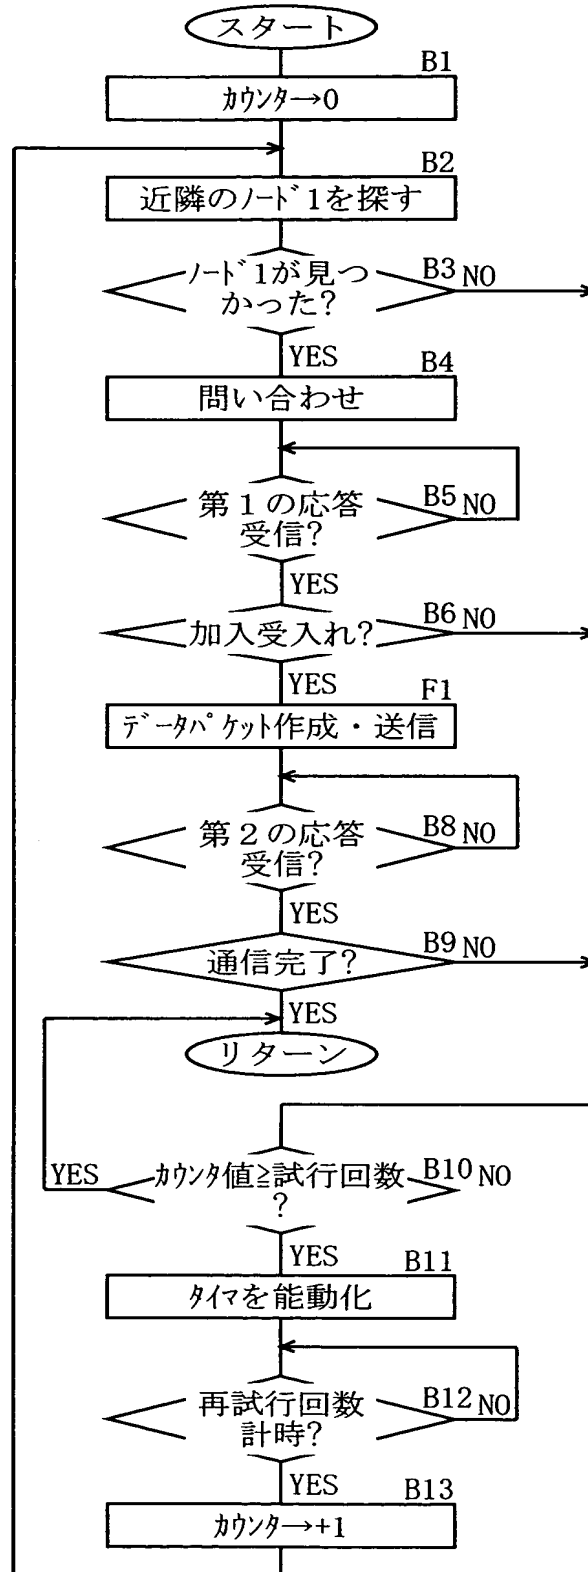 スタート
B1
カウンタ→0
B2
近隣のノード1を探す
ノード1が見つ
かった?
B3 NO
YES
B4
問い合わせ
第1の応答
受信?
B5 NO
YES
加入受入れ?
B6 NO
YES
F1
データパケット作成・送信
第2の応答
受信?
B8 NO
YES
通信完了?
B9 NO
YES
リターン
YES
カウンタ値≧試行回数
?
B10 NO
YES
B11
タイマを能動化
再試行回数
計時?
B12 NO
YES
B13
カウンタ→+1